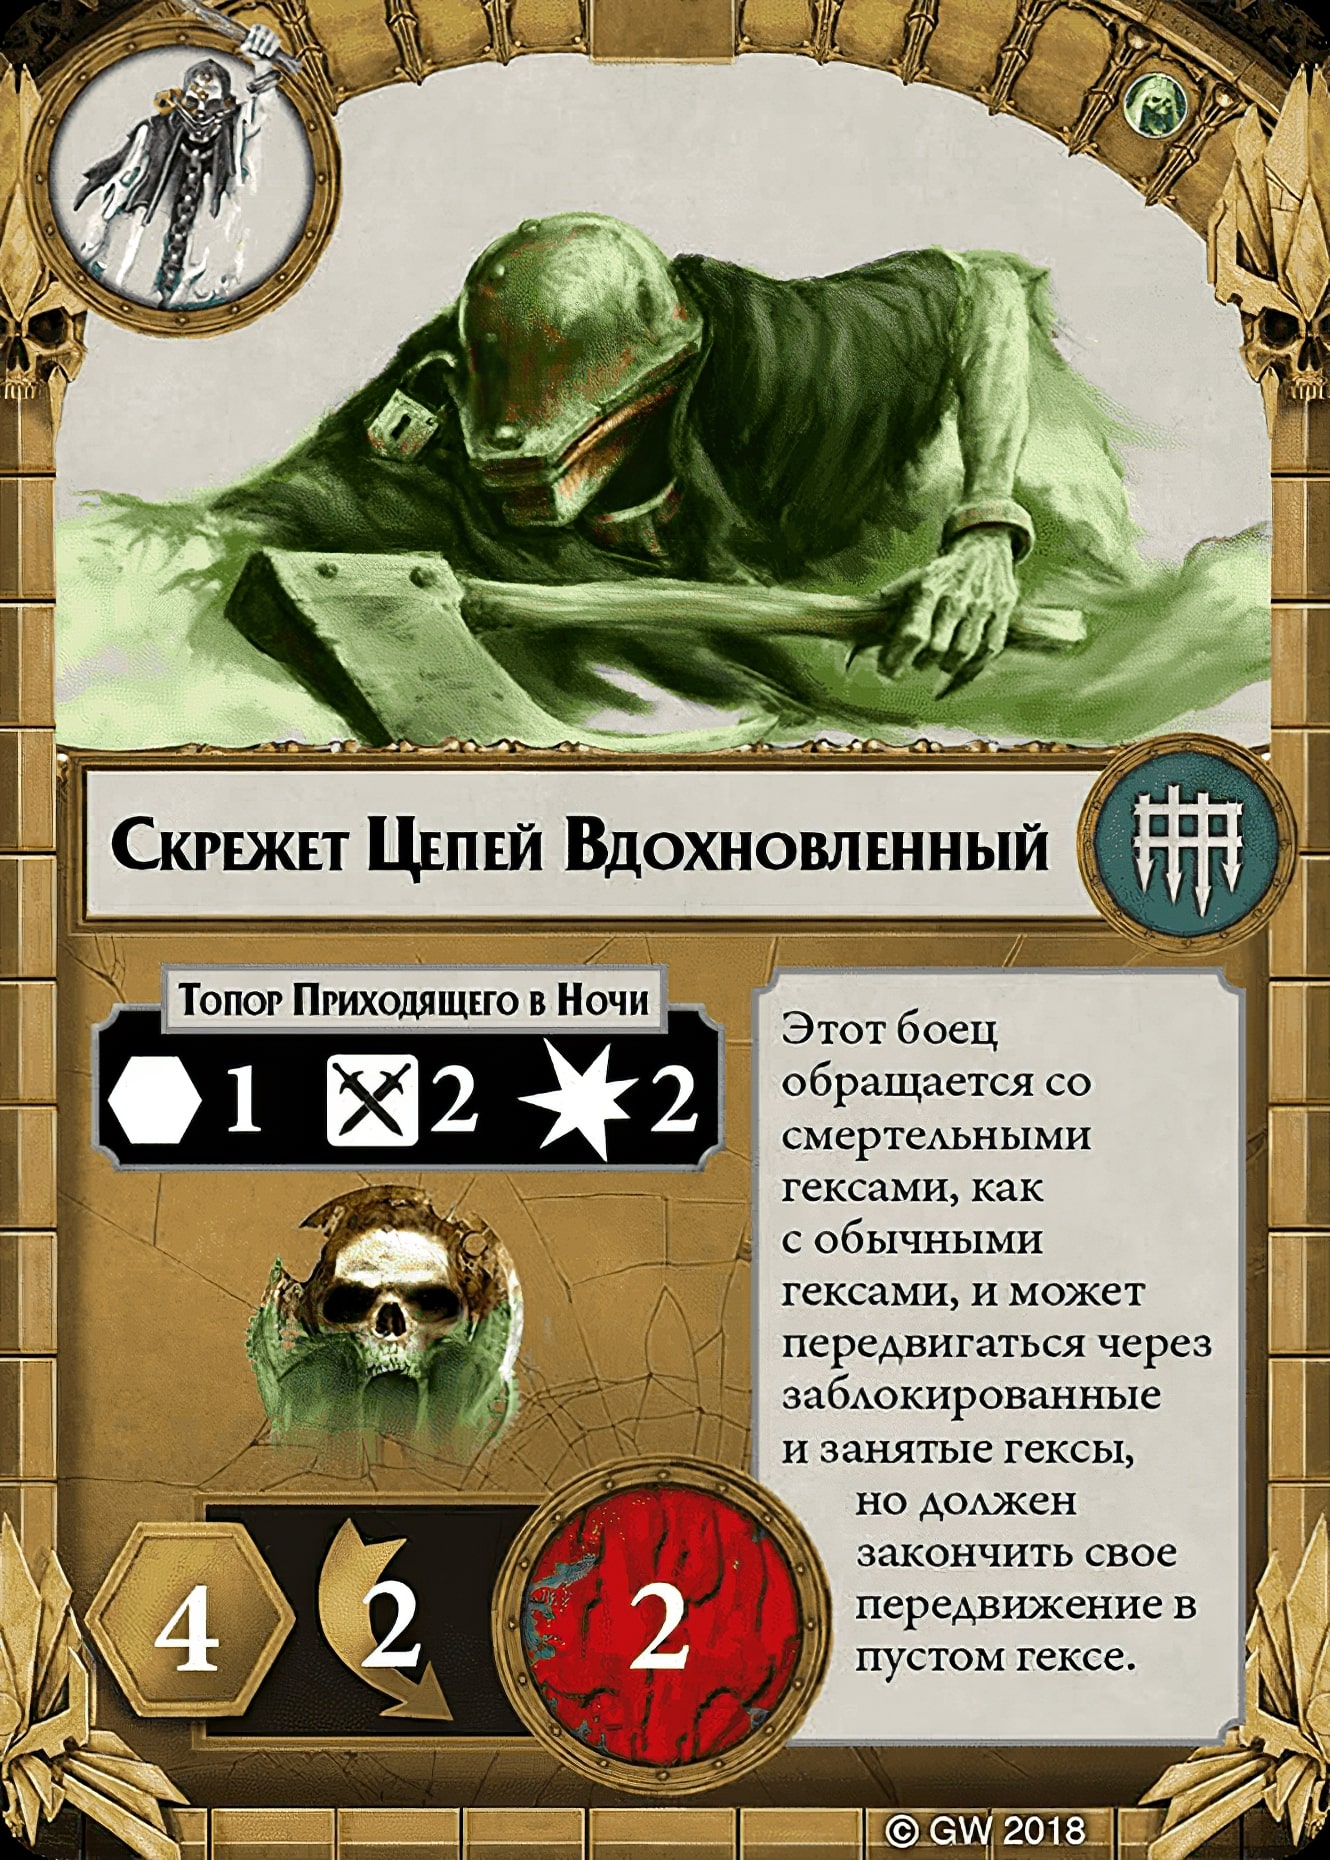 Скрежет Цепей Вдохновленный
Топор Приходящего в Ночи
1 2 2
Этот боец
обращается со
смертельными
гексами, как
с обычными
гексами, и может
передвигаться через
заблокированные
и занятые гексы,
но должен
закончить свое
передвижение в
пустом гексе.
4 2 2
© GW 2018